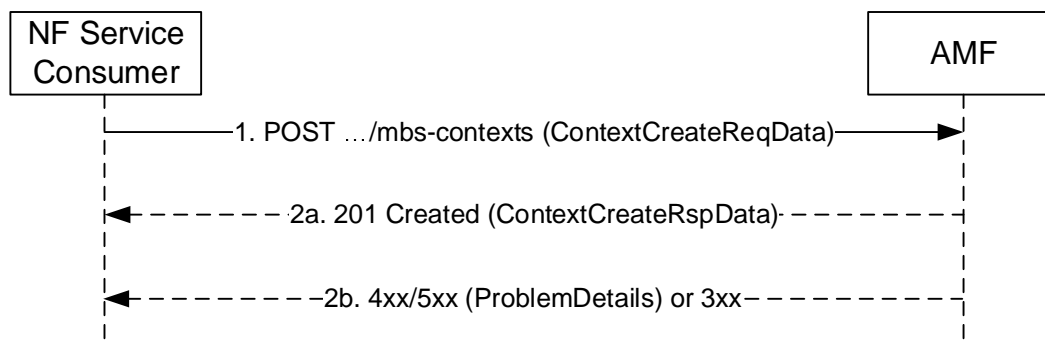 NF Service
Consumer
AMF
1. POST …/mbs-contexts (ContextCreateReqData)
2a. 201 Created (ContextCreateRspData)
2b. 4xx/5xx (ProblemDetails) or 3xx